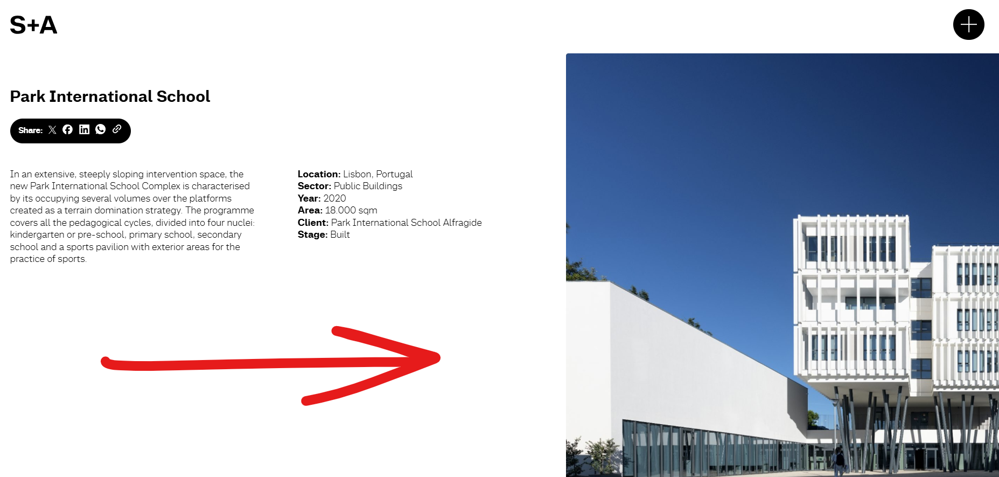 S+A
Park International School
Share:
In an extensive, steeply sloping intervention space, the
new Park International School Complex is characterised
by its occupying several volumes over the platforms
created as a terrain domination strategy. The programme
covers all the pedagogical cycles, divided into four nuclei:
kindergarten or pre-school, primary school, secondary
school and a sports pavilion with exterior areas for the
practice of sports.
Location: Lisbon, Portugal
Sector: Public Buildings
Year: 2020
Area: 18.000 sqm
Client: Park International School Alfragide
Stage: Built